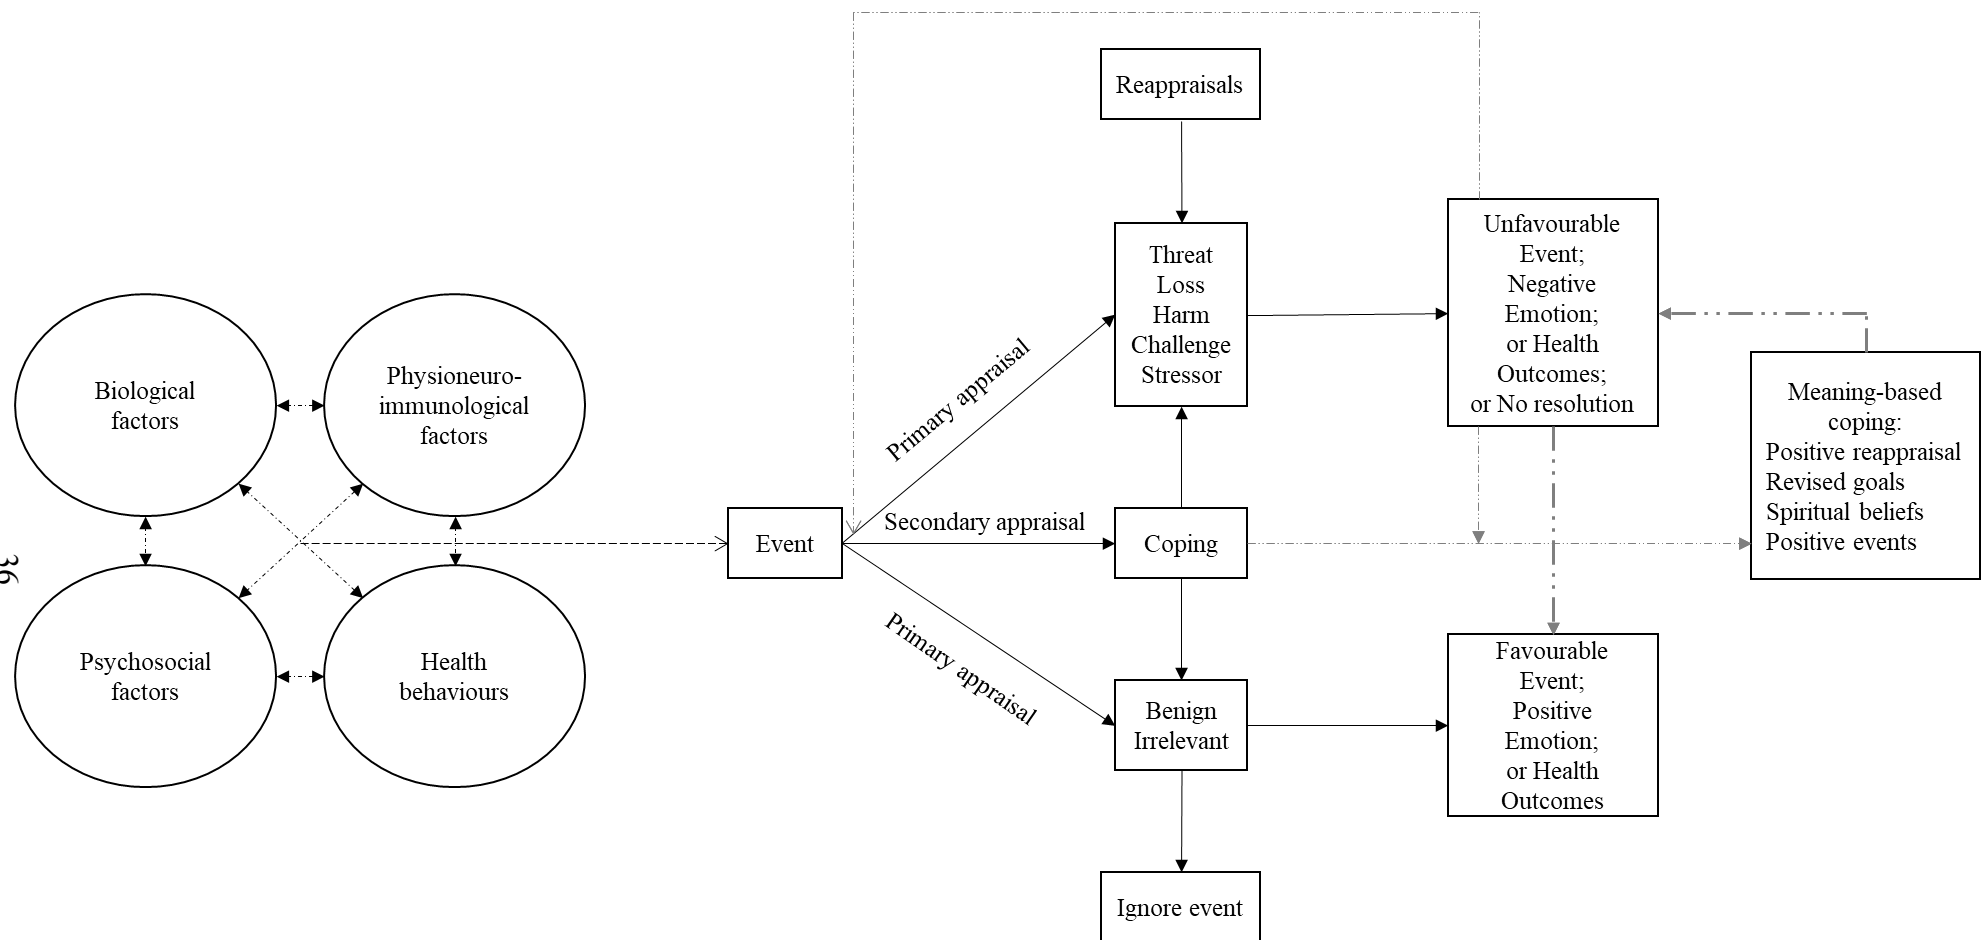 Reappraisals
Threat
Loss
Harm
Challenge
Stressor
Unfavourable
Event;
Negative
Emotion;
or Health
Outcomes;
or No resolution
Biological
factors
Physioneuro-
immunological
factors
Primary appraisal
Meaning-based
coping:
Positive reappraisal
Revised goals
Spiritual beliefs
Positive events
Event
Secondary appraisal
Coping
36
Psychosocial
factors
Health
behaviours
Primary appraisal
Benign
Irrelevant
Favourable
Event;
Positive
Emotion;
or Health
Outcomes
Ignore event